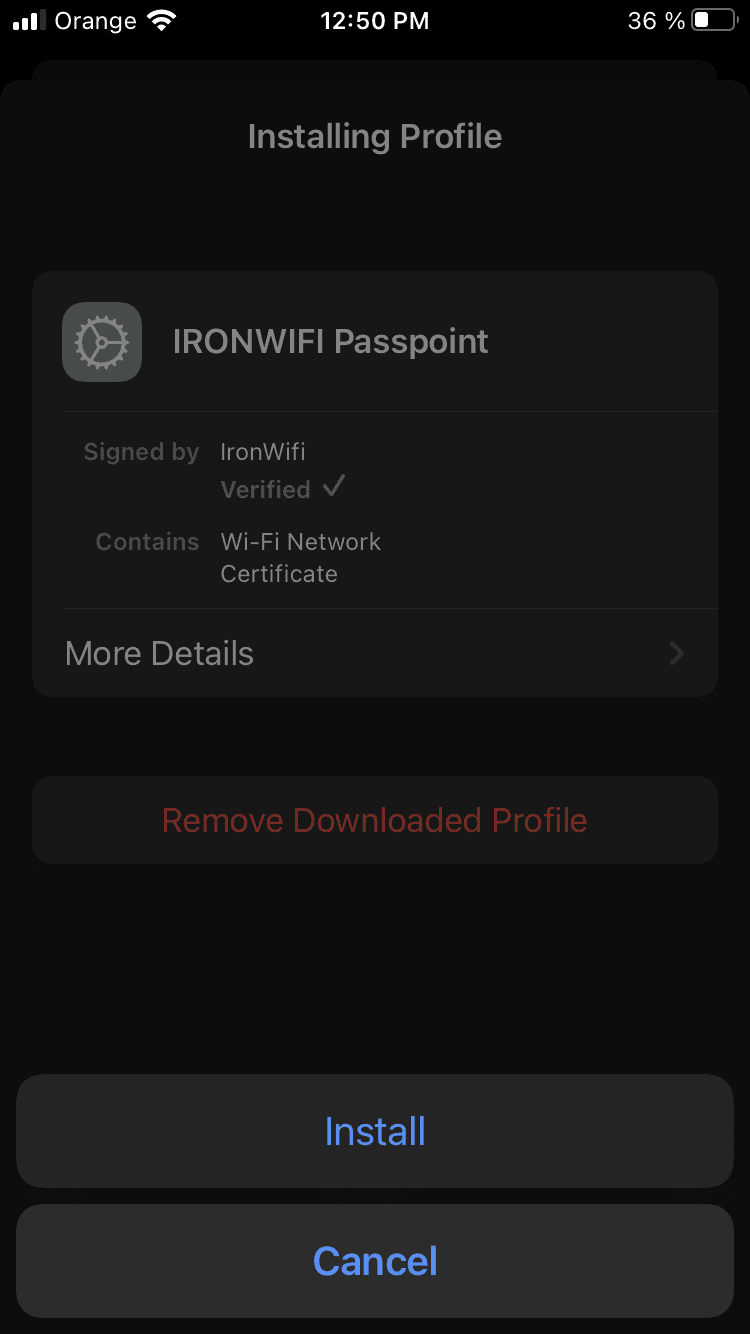 Orange 12:50 PM 36 %
Installing Profile
IRONWIFI Passpoint
Signed by IronWifi
Verified ✓
Contains Wi-Fi Network
Certificate
More Details
Remove Downloaded Profile
Install
Cancel